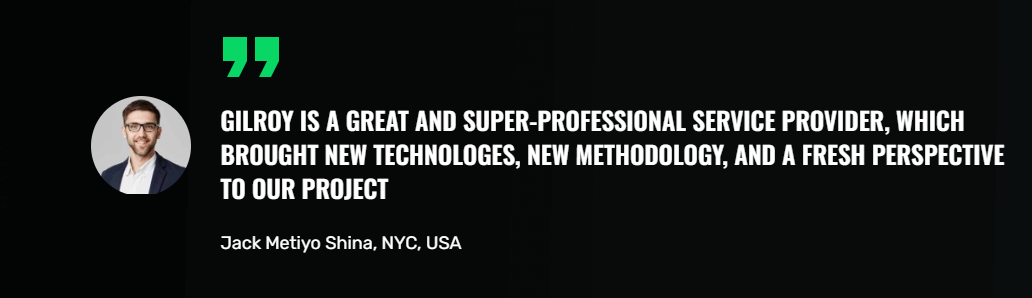 GILROY IS A GREAT AND SUPER-PROFESSIONAL SERVICE PROVIDER, WHICH
BROUGHT NEW TECHNOLOGES, NEW METHODOLOGY, AND A FRESH PERSPECTIVE
TO OUR PROJECT
Jack Metiyo Shina, NYC, USA